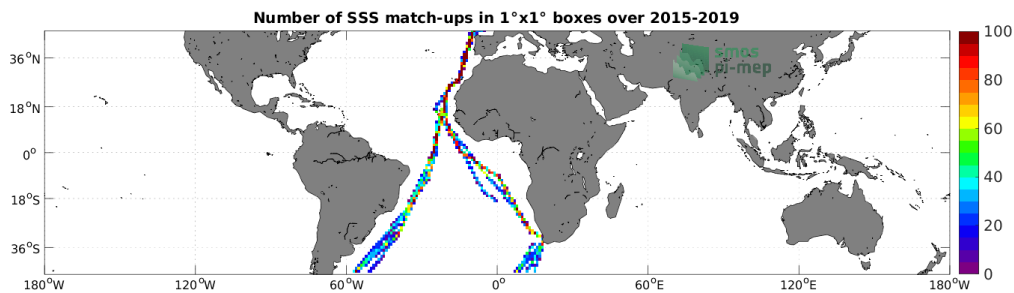 Number of SSS match-ups in 1°x1° boxes over 2015-2019
smos
pi-mep
36°N
18°N
0°
18°S
36°S
180°W 120°W 60°W 0° 60°E 120°E 180°W
100
80
60
40
20
0